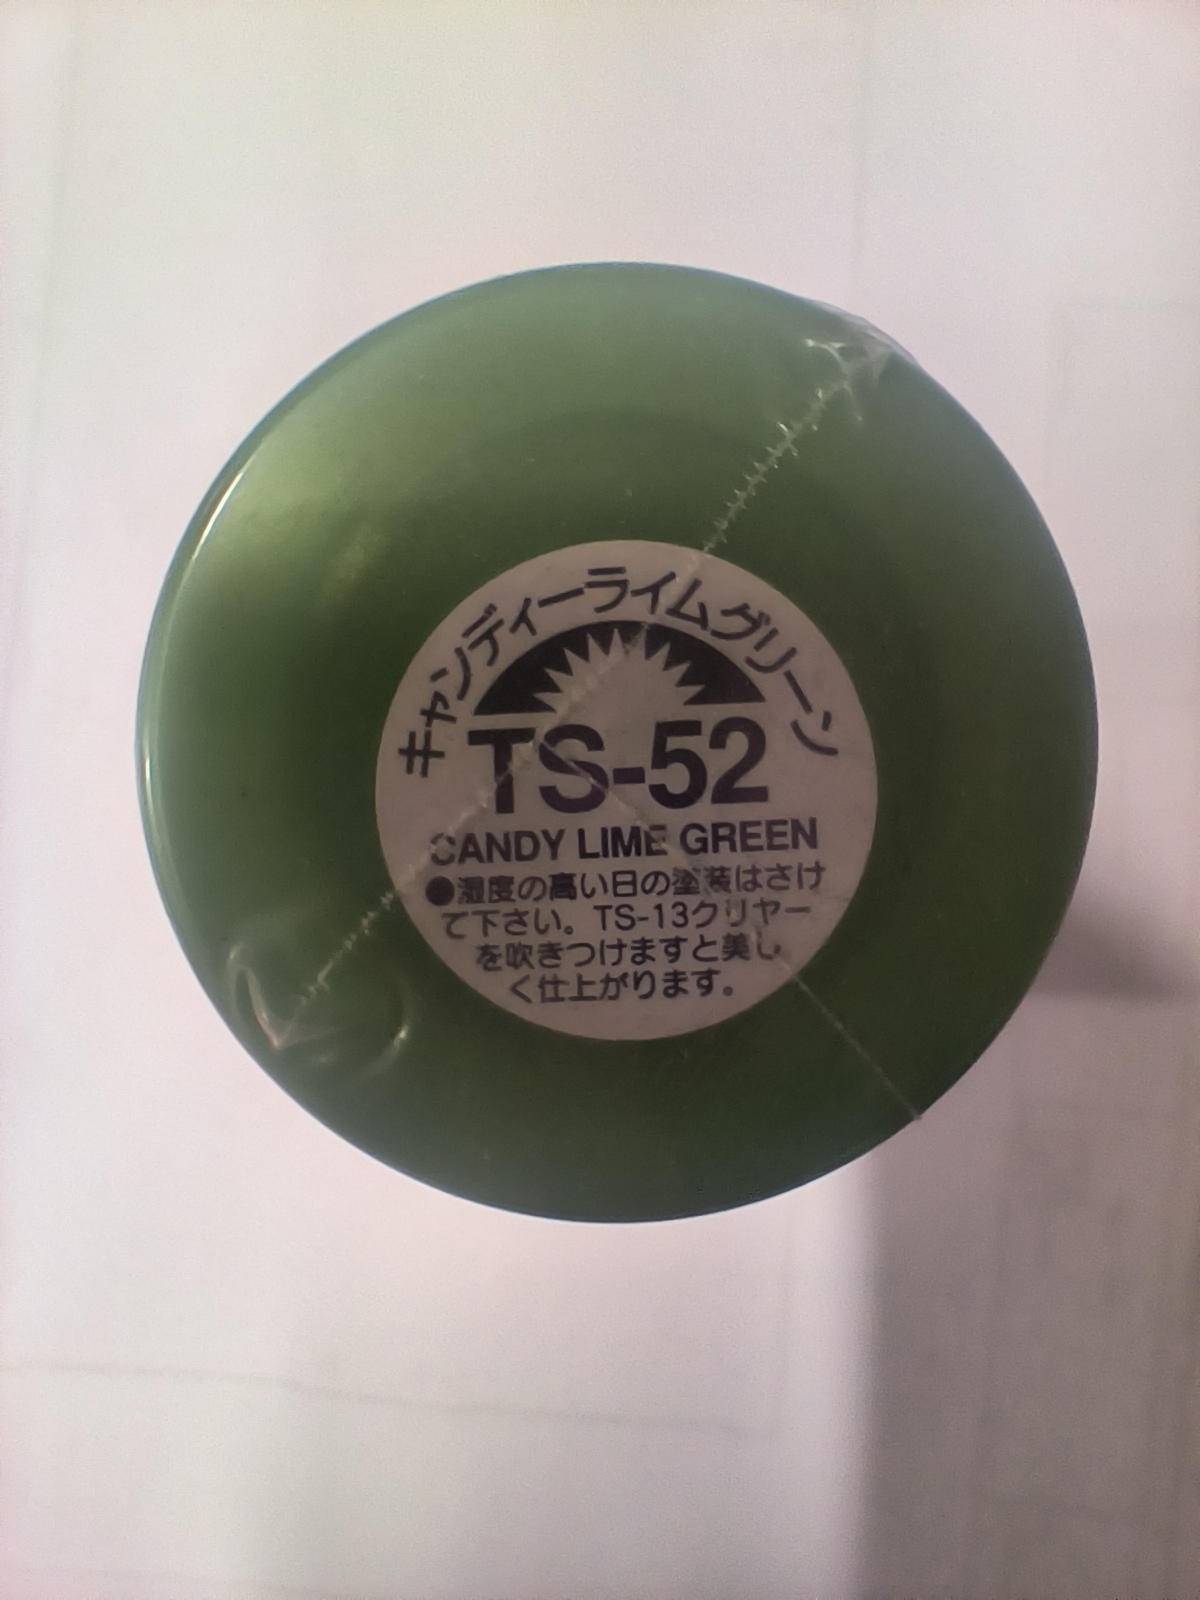 キャンディーライムグリーン
TS-52
CANDY LIME GREEN
●湿度の高い日の塗装はさけ
て下さい。TS-13クリヤー
を吹きつけますと美し
く仕上がります。